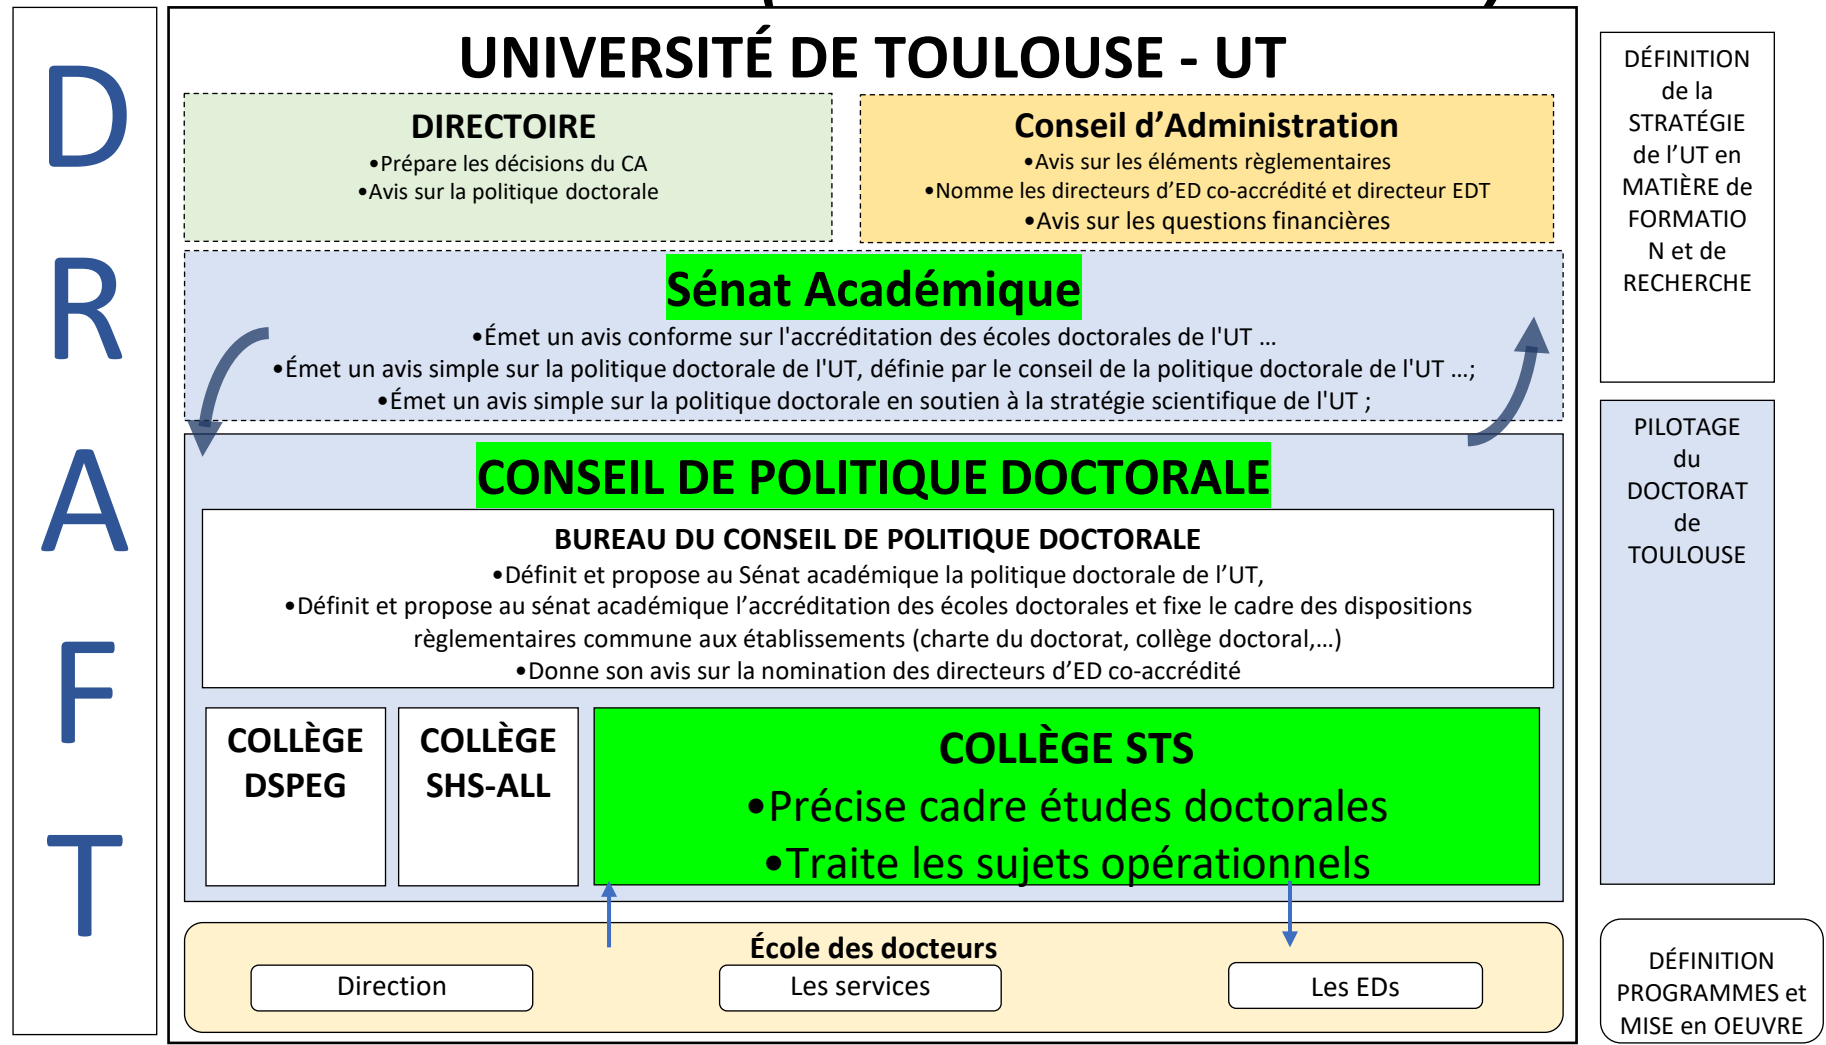 D
R
A
F
T
UNIVERSITÉ DE TOULOUSE - UT
DIRECTOIRE
•Prépare les décisions du CA
•Avis sur la politique doctorale
Conseil d’Administration
•Avis sur les éléments règlementaires
•Nomme les directeurs d’ED co-accrédité et directeur EDT
•Avis sur les questions financières
Sénat Académique
•Émet un avis conforme sur l'accréditation des écoles doctorales de l'UT …
•Émet un avis simple sur la politique doctorale de l'UT, définie par le conseil de la politique doctorale de l'UT …;
•Émet un avis simple sur la politique doctorale en soutien à la stratégie scientifique de l'UT ;
CONSEIL DE POLITIQUE DOCTORALE
BUREAU DU CONSEIL DE POLITIQUE DOCTORALE
•Définit et propose au Sénat académique la politique doctorale de l’UT,
•Définit et propose au sénat académique l’accréditation des écoles doctorales et fixe le cadre des dispositions
règlementaires commune aux établissements (charte du doctorat, collège doctoral,…)
•Donne son avis sur la nomination des directeurs d’ED co-accrédité
COLLÈGE
DSPEG
COLLÈGE
SHS-ALL
COLLÈGE STS
•Précise cadre études doctorales
•Traite les sujets opérationnels
École des docteurs
Direction
Les services
Les EDs
DÉFINITION
de la
STRATÉGIE
de l’UT en
MATIÈRE de
FORMATIO
N et de
RECHERCHE
PILOTAGE
du
DOCTORAT
de
TOULOUSE
DÉFINITION
PROGRAMMES et
MISE en OEUVRE